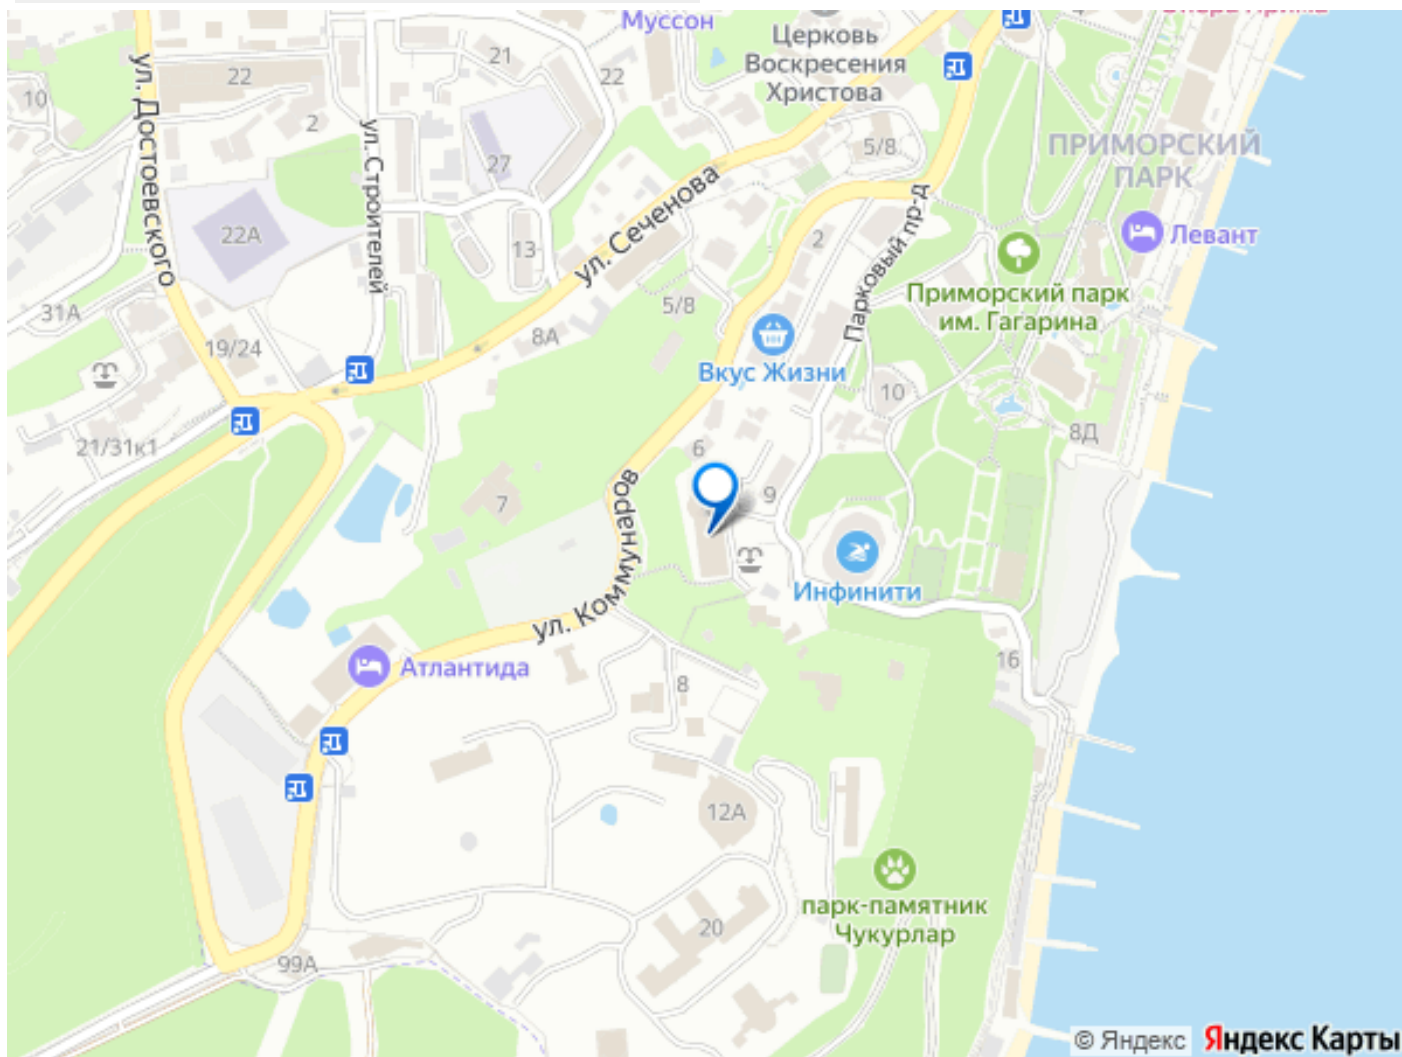 Муссон
Церковь
Воскресения
Христова
ул. Достоевского
22
21
22
10
2
ул. Строителей
27
5/8
ПРИМОРСКИЙ
ПАРК
ул. Сеченова
Парковый пр-д
22А
13
2
Левант
Приморский парк
им. Гагарина
31А
5/8
8А
19/24
Вкус Жизни
10
8Д
21/31к1
6
7
9
ул. Коммунаров
Инфинити
Атлантида
16
8
12А
парк-памятник
Чукурлар
20
99А
© Яндекс Яндекс Карты